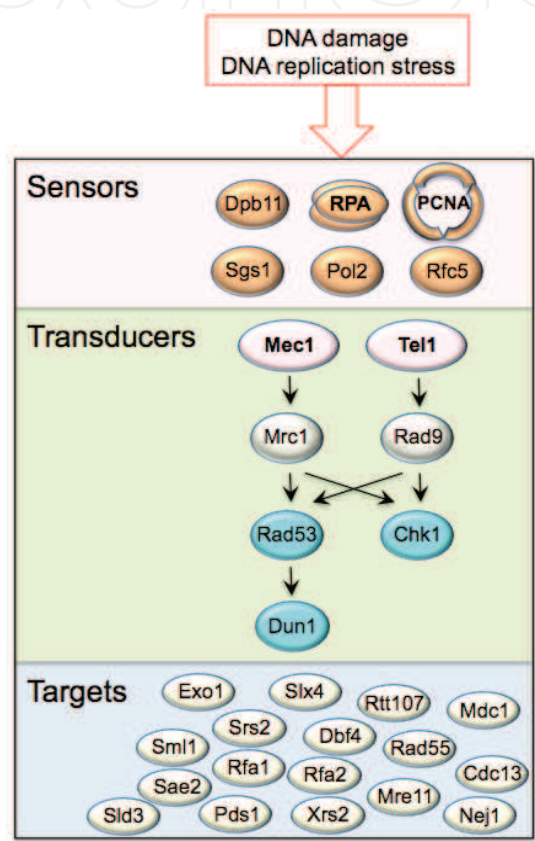 DNA damage
DNA replication stress
Sensors
Dpb11
RPA
PCNA
Sgs1
Pol2
Rfc5
Transducers
Mec1
Tel1
Mrc1
Rad9
Rad53
Chk1
Dun1
Targets
Exo1
Slx4
Rtt107
Mdc1
Srs2
Dbf4
Sml1
Rad55
Rfa1
Rfa2
Cdc13
Sae2
Mre11
Sld3
Pds1
Xrs2
Nej1